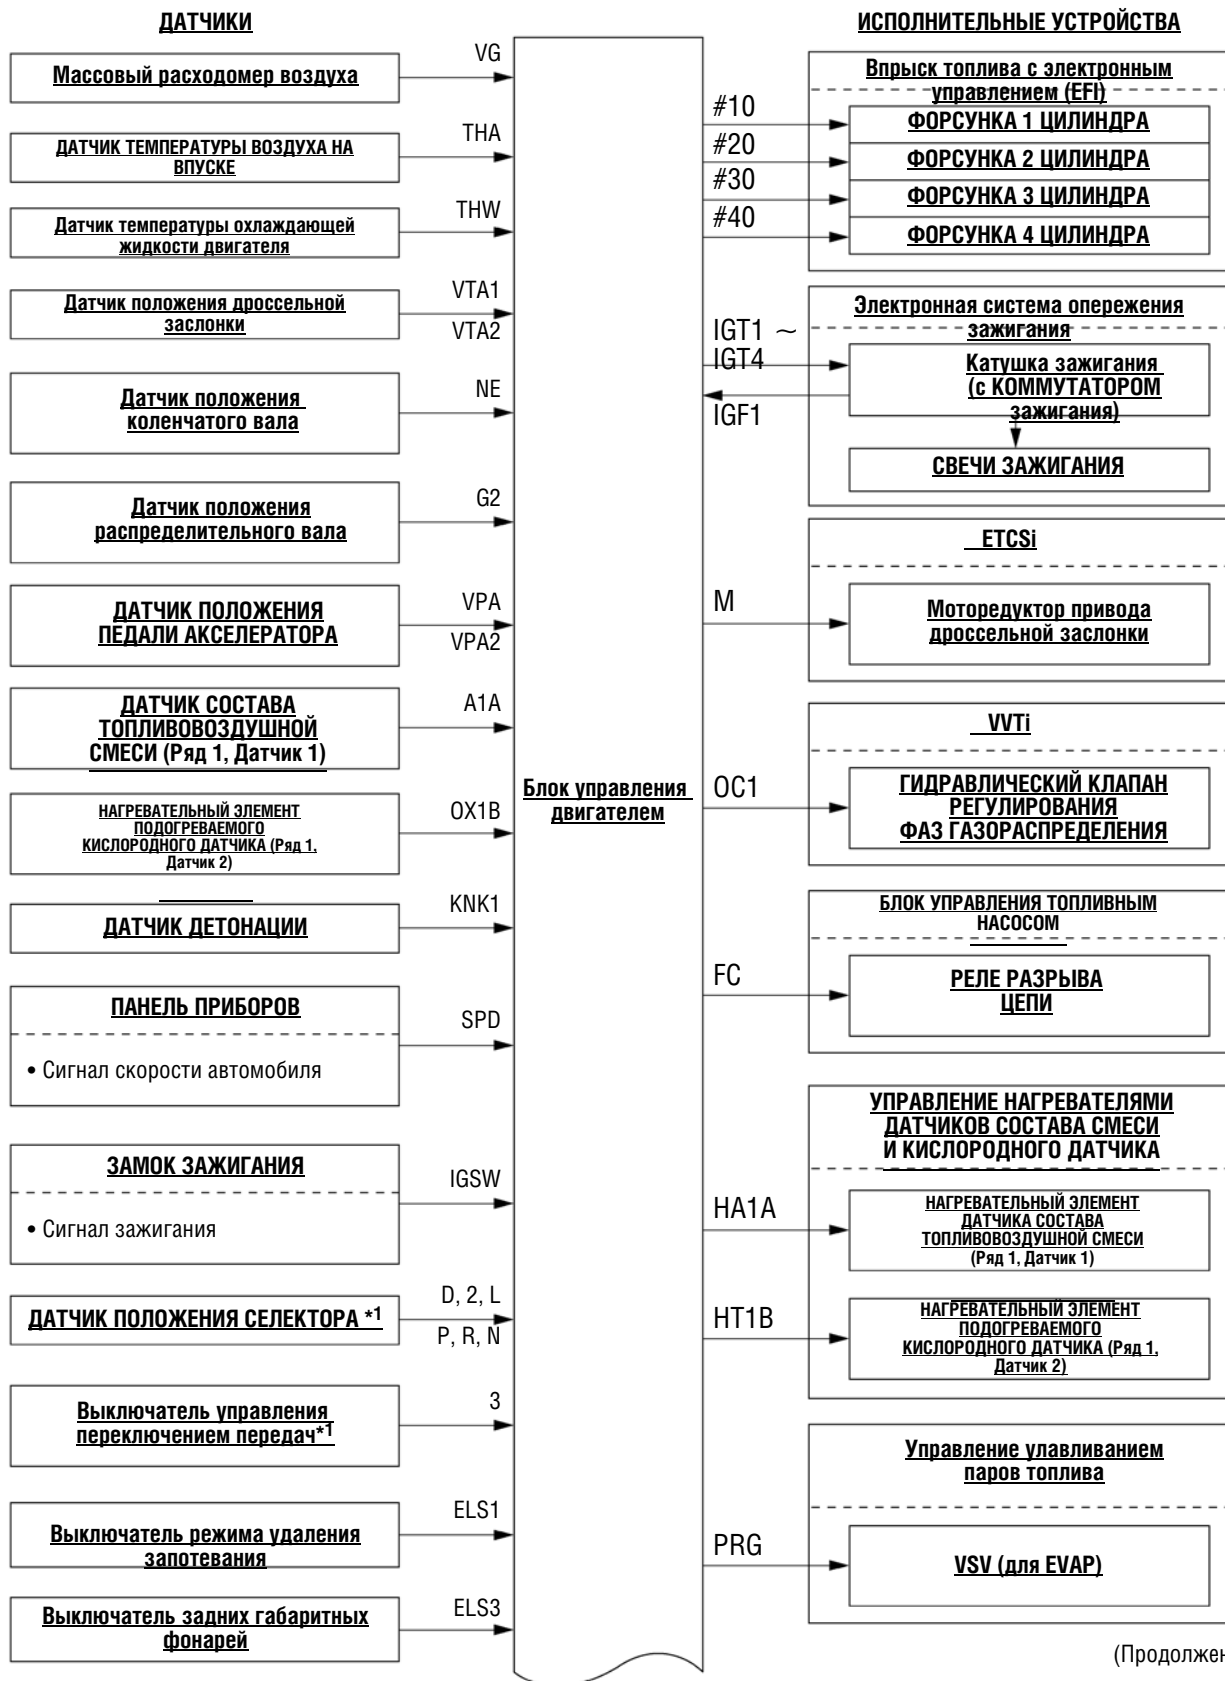 ДАТЧИКИ
Массовый расходомер воздуха
VG
ДАТЧИК ТЕМПЕРАТУРЫ ВОЗДУХА НА
ВПУСКЕ
THA
Датчик температуры охлаждающей
жидкости двигателя
THW
Датчик положения дроссельной
заслонки
VTA1
VTA2
Датчик положения
коленчатого вала
NE
Датчик положения
распределительного вала
G2
ДАТЧИК ПОЛОЖЕНИЯ
ПЕДАЛИ АКСЕЛЕРАТОРА
VPA
VPA2
ДАТЧИК СОСТАВА
ТОПЛИВОВОЗДУШНОЙ
СМЕСИ (Ряд 1, Датчик 1)
A1A
НАГРЕВАТЕЛЬНЫЙ ЭЛЕМЕНТ
ПОДОГРЕВАЕМОГО
КИСЛОРОДНОГО ДАТЧИКА (Ряд 1,
Датчик 2)
OX1B
ДАТЧИК ДЕТОНАЦИИ
KNK1
ПАНЕЛЬ ПРИБОРОВ
• Сигнал скорости автомобиля
SPD
ЗАМОК ЗАЖИГАНИЯ
• Сигнал зажигания
IGSW
ДАТЧИК ПОЛОЖЕНИЯ СЕЛЕКТОРА *1
D, 2, L
P, R, N
Выключатель управления
переключением передач*1
3
Выключатель режима удаления
запотевания
ELS1
Выключатель задних габаритных
фонарей
ELS3
Блок управления
двигателем
ИСПОЛНИТЕЛЬНЫЕ УСТРОЙСТВА
Впрыск топлива с электронным
управлением (EFI)
#10
ФОРСУНКА 1 ЦИЛИНДРА
#20
ФОРСУНКА 2 ЦИЛИНДРА
#30
ФОРСУНКА 3 ЦИЛИНДРА
#40
ФОРСУНКА 4 ЦИЛИНДРА
Электронная система опережения
зажигания
IGT1 ~
IGT4
IGF1
Катушка зажигания
(с КОММУТАТОРОМ
зажигания)
СВЕЧИ ЗАЖИГАНИЯ
ETCSi
M
Моторедуктор привода
дроссельной заслонки
VVTi
OC1
ГИДРАВЛИЧЕСКИЙ КЛАПАН
РЕГУЛИРОВАНИЯ
ФАЗ ГАЗОРАСПРЕДЕЛЕНИЯ
БЛОК УПРАВЛЕНИЯ ТОПЛИВНЫМ
НАСОСОМ
FC
РЕЛЕ РАЗРЫВА
ЦЕПИ
УПРАВЛЕНИЕ НАГРЕВАТЕЛЯМИ
ДАТЧИКОВ СОСТАВА СМЕСИ
И КИСЛОРОДНОГО ДАТЧИКА
HA1A
НАГРЕВАТЕЛЬНЫЙ ЭЛЕМЕНТ
ДАТЧИКА СОСТАВА
ТОПЛИВОВОЗДУШНОЙ СМЕСИ
(Ряд 1, Датчик 1)
HT1B
НАГРЕВАТЕЛЬНЫЙ ЭЛЕМЕНТ
ПОДОГРЕВАЕМОГО
КИСЛОРОДНОГО ДАТЧИКА (Ряд 1,
Датчик 2)
Управление улавливанием
паров топлива
PRG
VSV (для EVAP)
(Продолжен